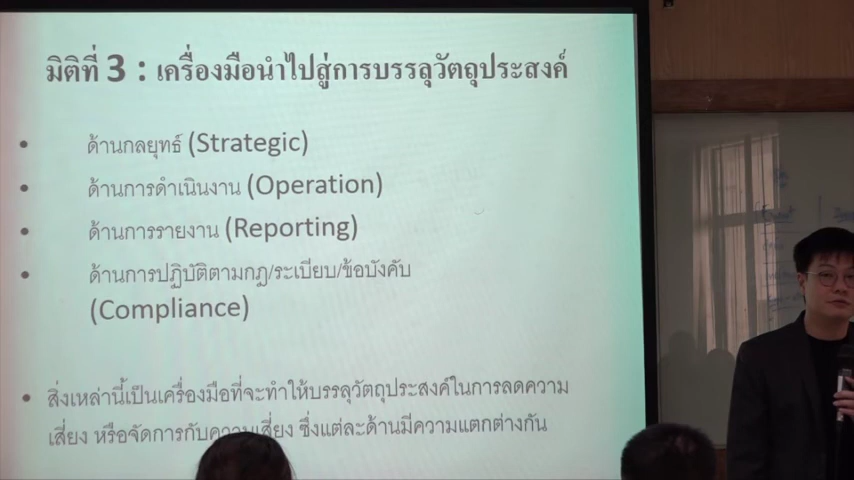 มิติที่ 3 : เครื่องมือนำไปสู่การบรรลุวัตถุประสงค์
• ด้านกลยุทธ์ (Strategic)
• ด้านการดำเนินงาน (Operation)
• ด้านการรายงาน (Reporting)
• ด้านการปฏิบัติตามกฎ/ระเบียบ/ข้อบังคับ
(Compliance)
• สิ่งเหล่านี้เป็นเครื่องมือที่จะทำให้บรรลุวัตถุประสงค์ในการลดความ
เสี่ยง หรือจัดการกับความเสี่ยง ซึ่งแต่ละด้านมีความแตกต่างกัน